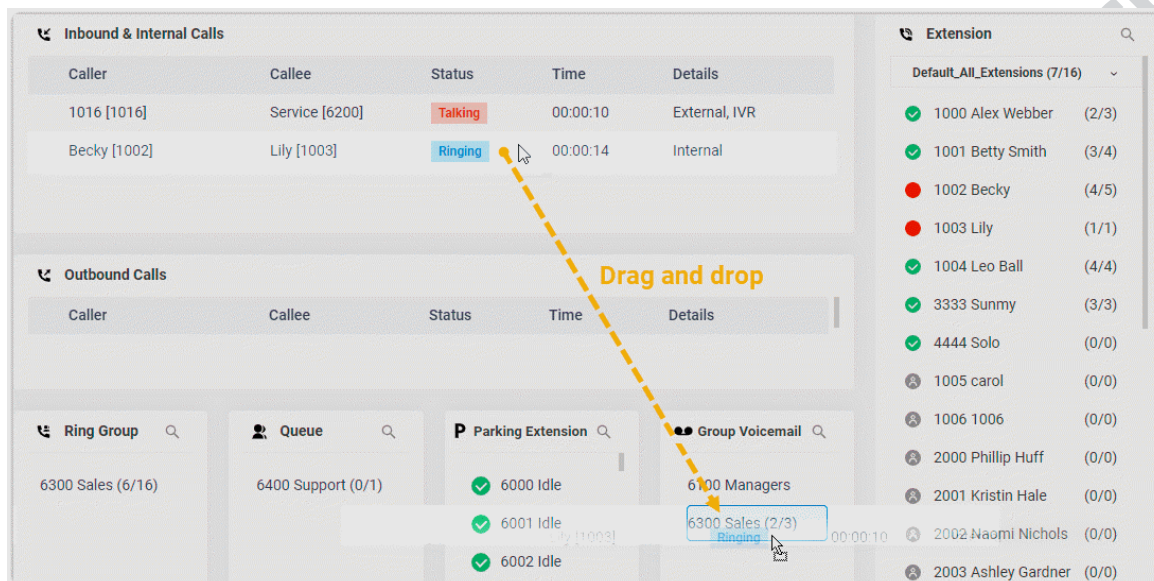 Inbound & Internal Calls
Caller Callee Status Time Details
1016 [1016] Service [6200] Talking 00:00:10 External, IVR
Becky [1002] Lily [1003] Ringing 00:00:14 Internal
Outbound Calls
Drag and drop
Caller Callee Status Time Details
Ring Group
6300 Sales (6/16)
Queue
6400 Support (0/1)
Parking Extension
6000 Idle
6001 Idle
6002 Idle
Group Voicemail
6100 Managers
6300 Sales (2/3)
Lily [1003] Ringing 00:00:10
Extension
Default_All_Extensions (7/16)
1000 Alex Webber (2/3)
1001 Betty Smith (3/4)
1002 Becky (4/5)
1003 Lily (1/1)
1004 Leo Ball (4/4)
3333 Sunmy (3/3)
4444 Solo (0/0)
1005 carol (0/0)
1006 1006 (0/0)
2000 Phillip Huff (0/0)
2001 Kristin Hale (0/0)
2002 Naomi Nichols (0/0)
2003 Ashley Gardner (0/0)